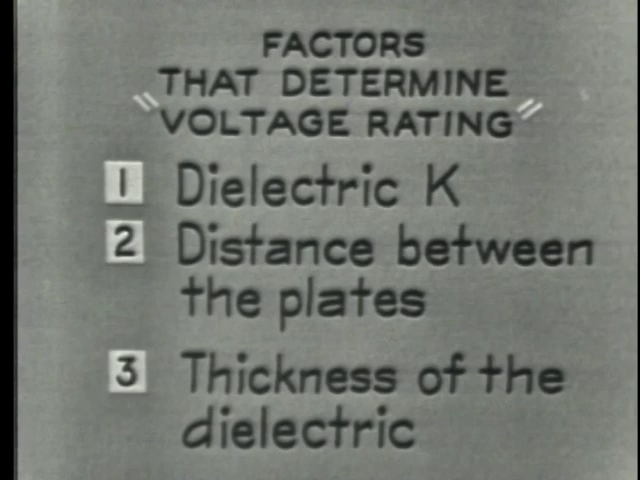 FACTORS
THAT DETERMINE
"VOLTAGE RATING"
1 Dielectric K
2 Distance between
the plates
3 Thickness of the
dielectric